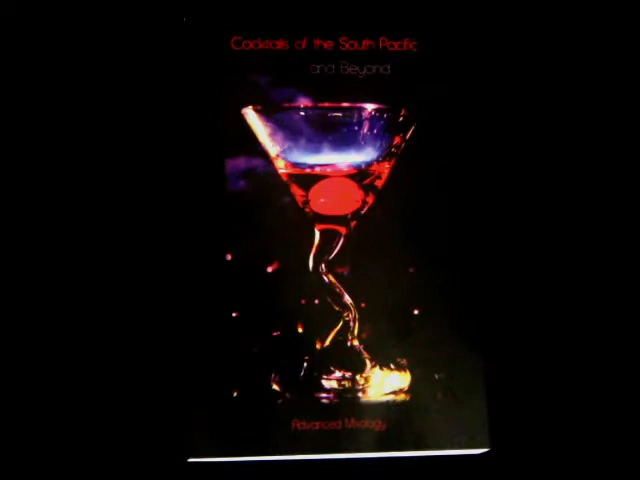 Cocktails of the South Pacific
and Beyond
Advanced Mixology